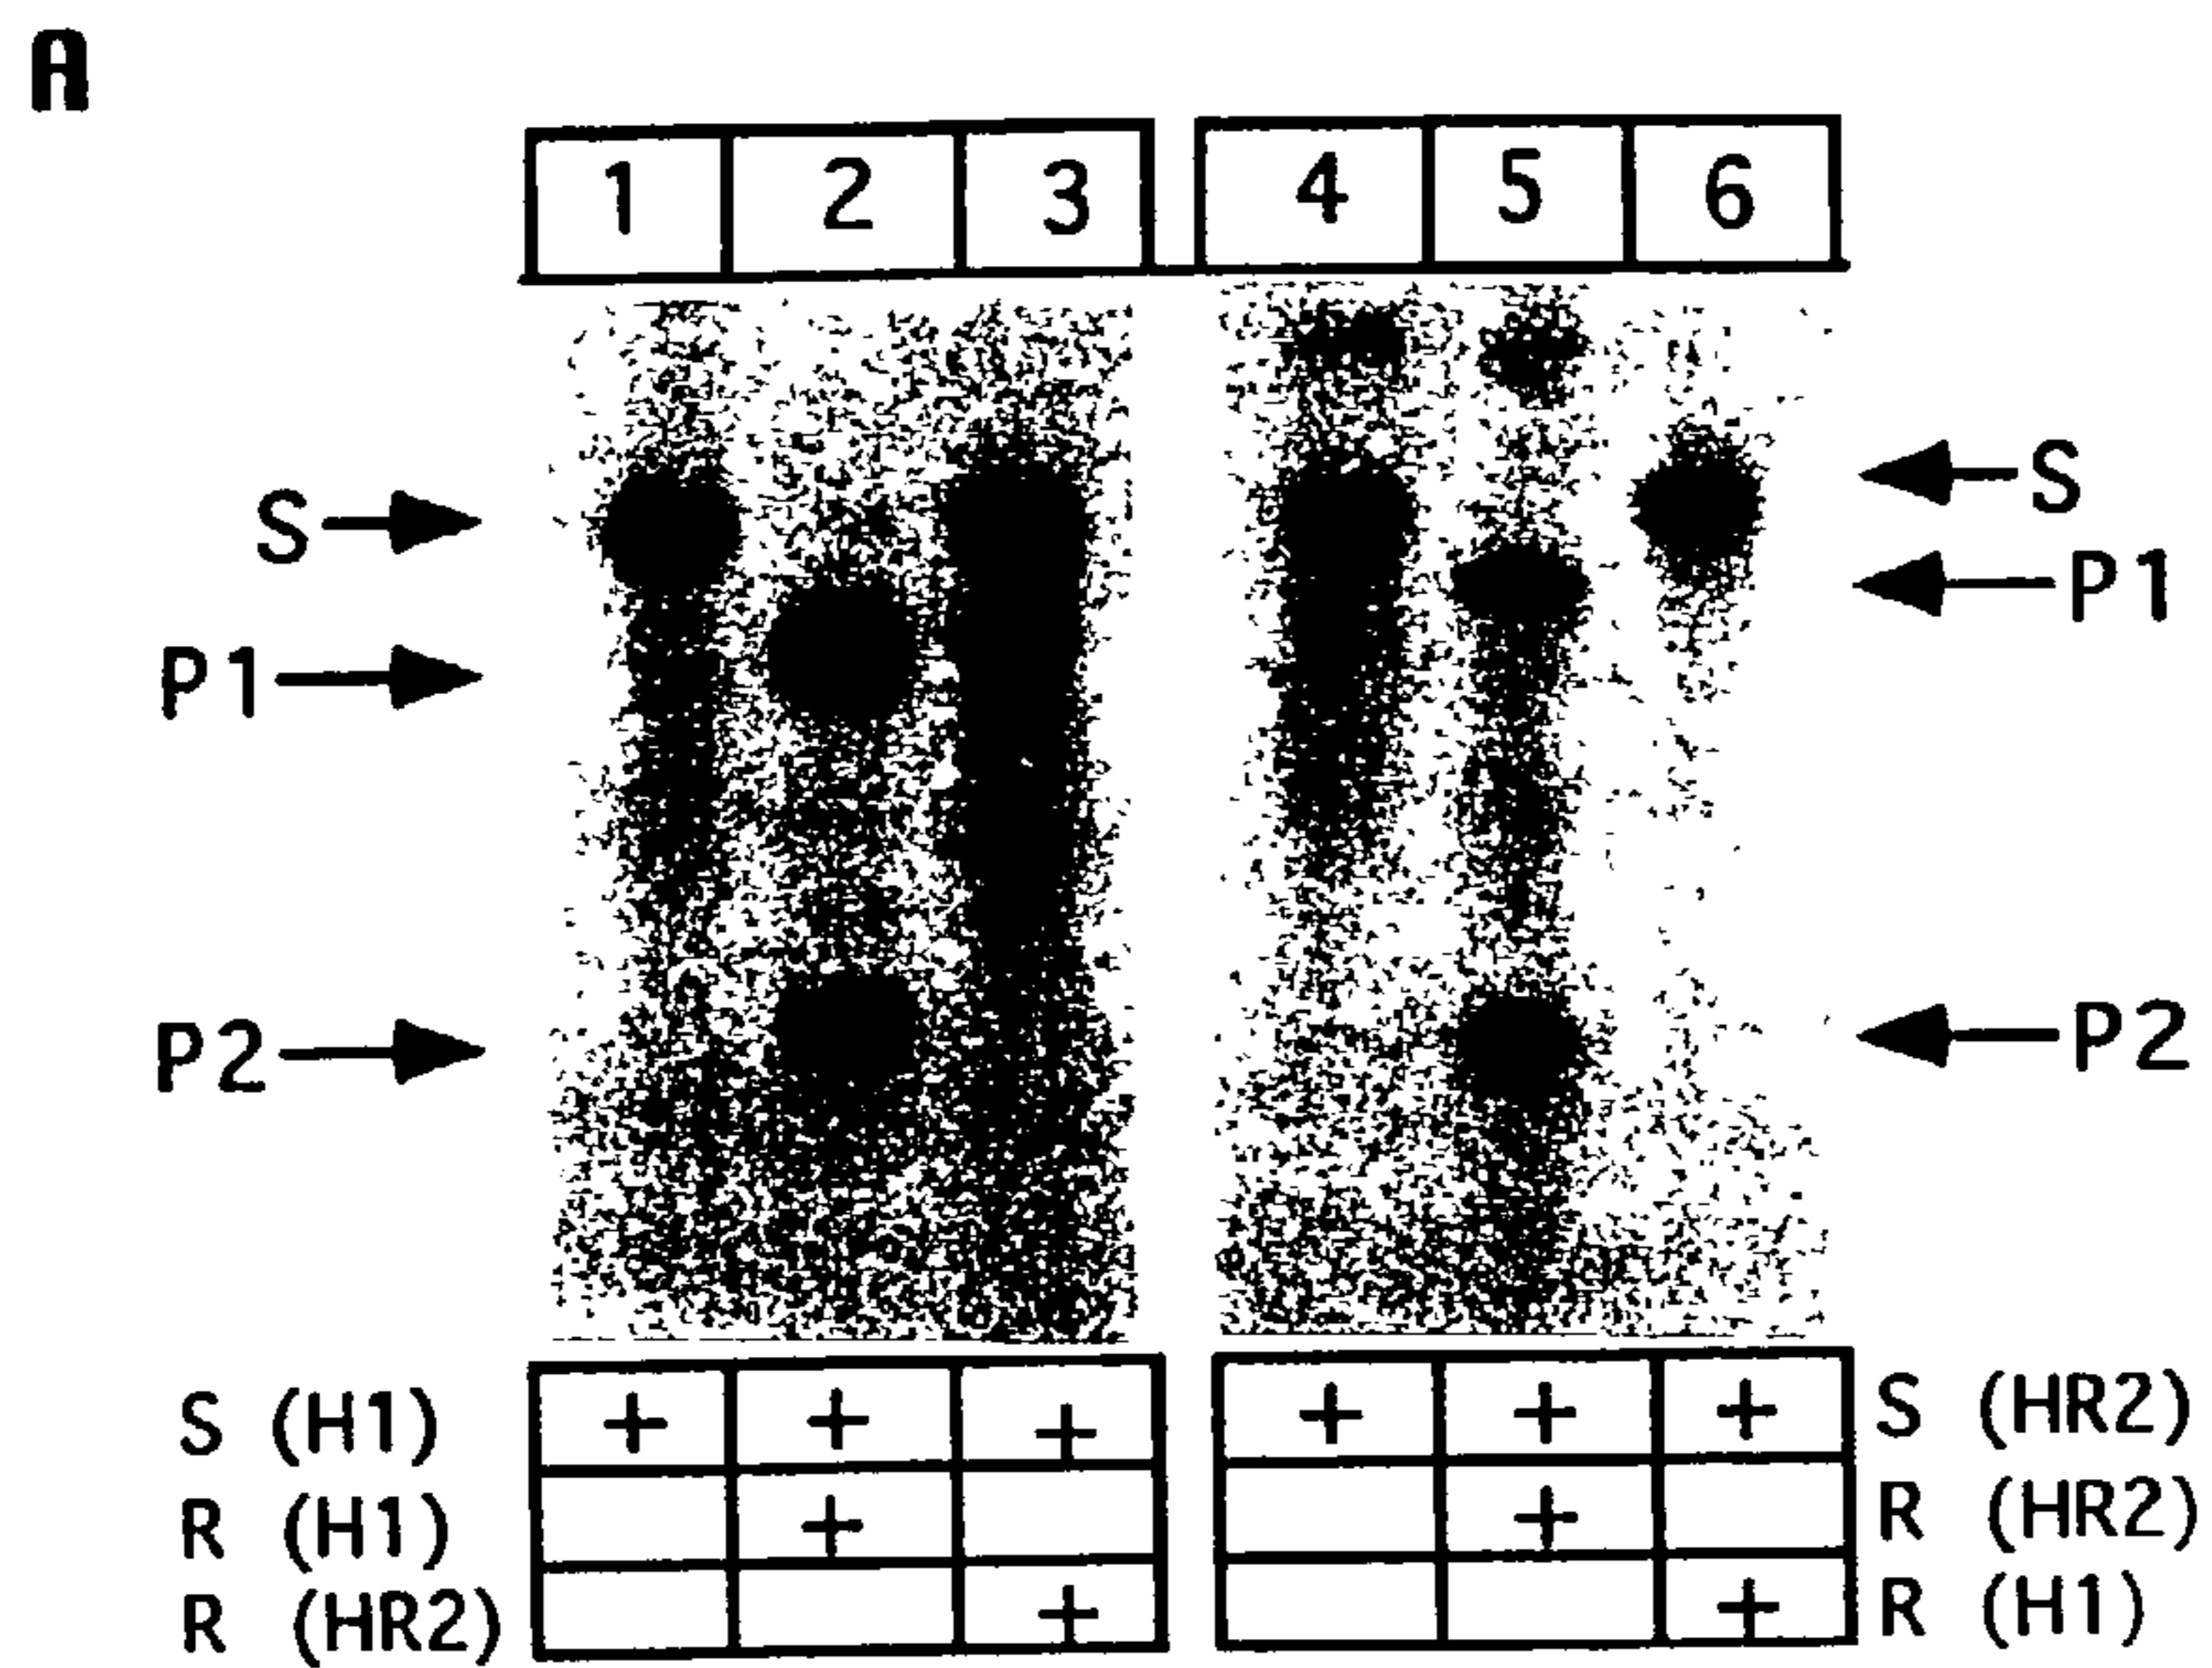 A
1 2 3 4 5 6
S S
P1 P1
P2 P2
S (H1) + + + + + + S (HR2)
R (H1) + + R (HR2)
R (HR2) + + R (H1)